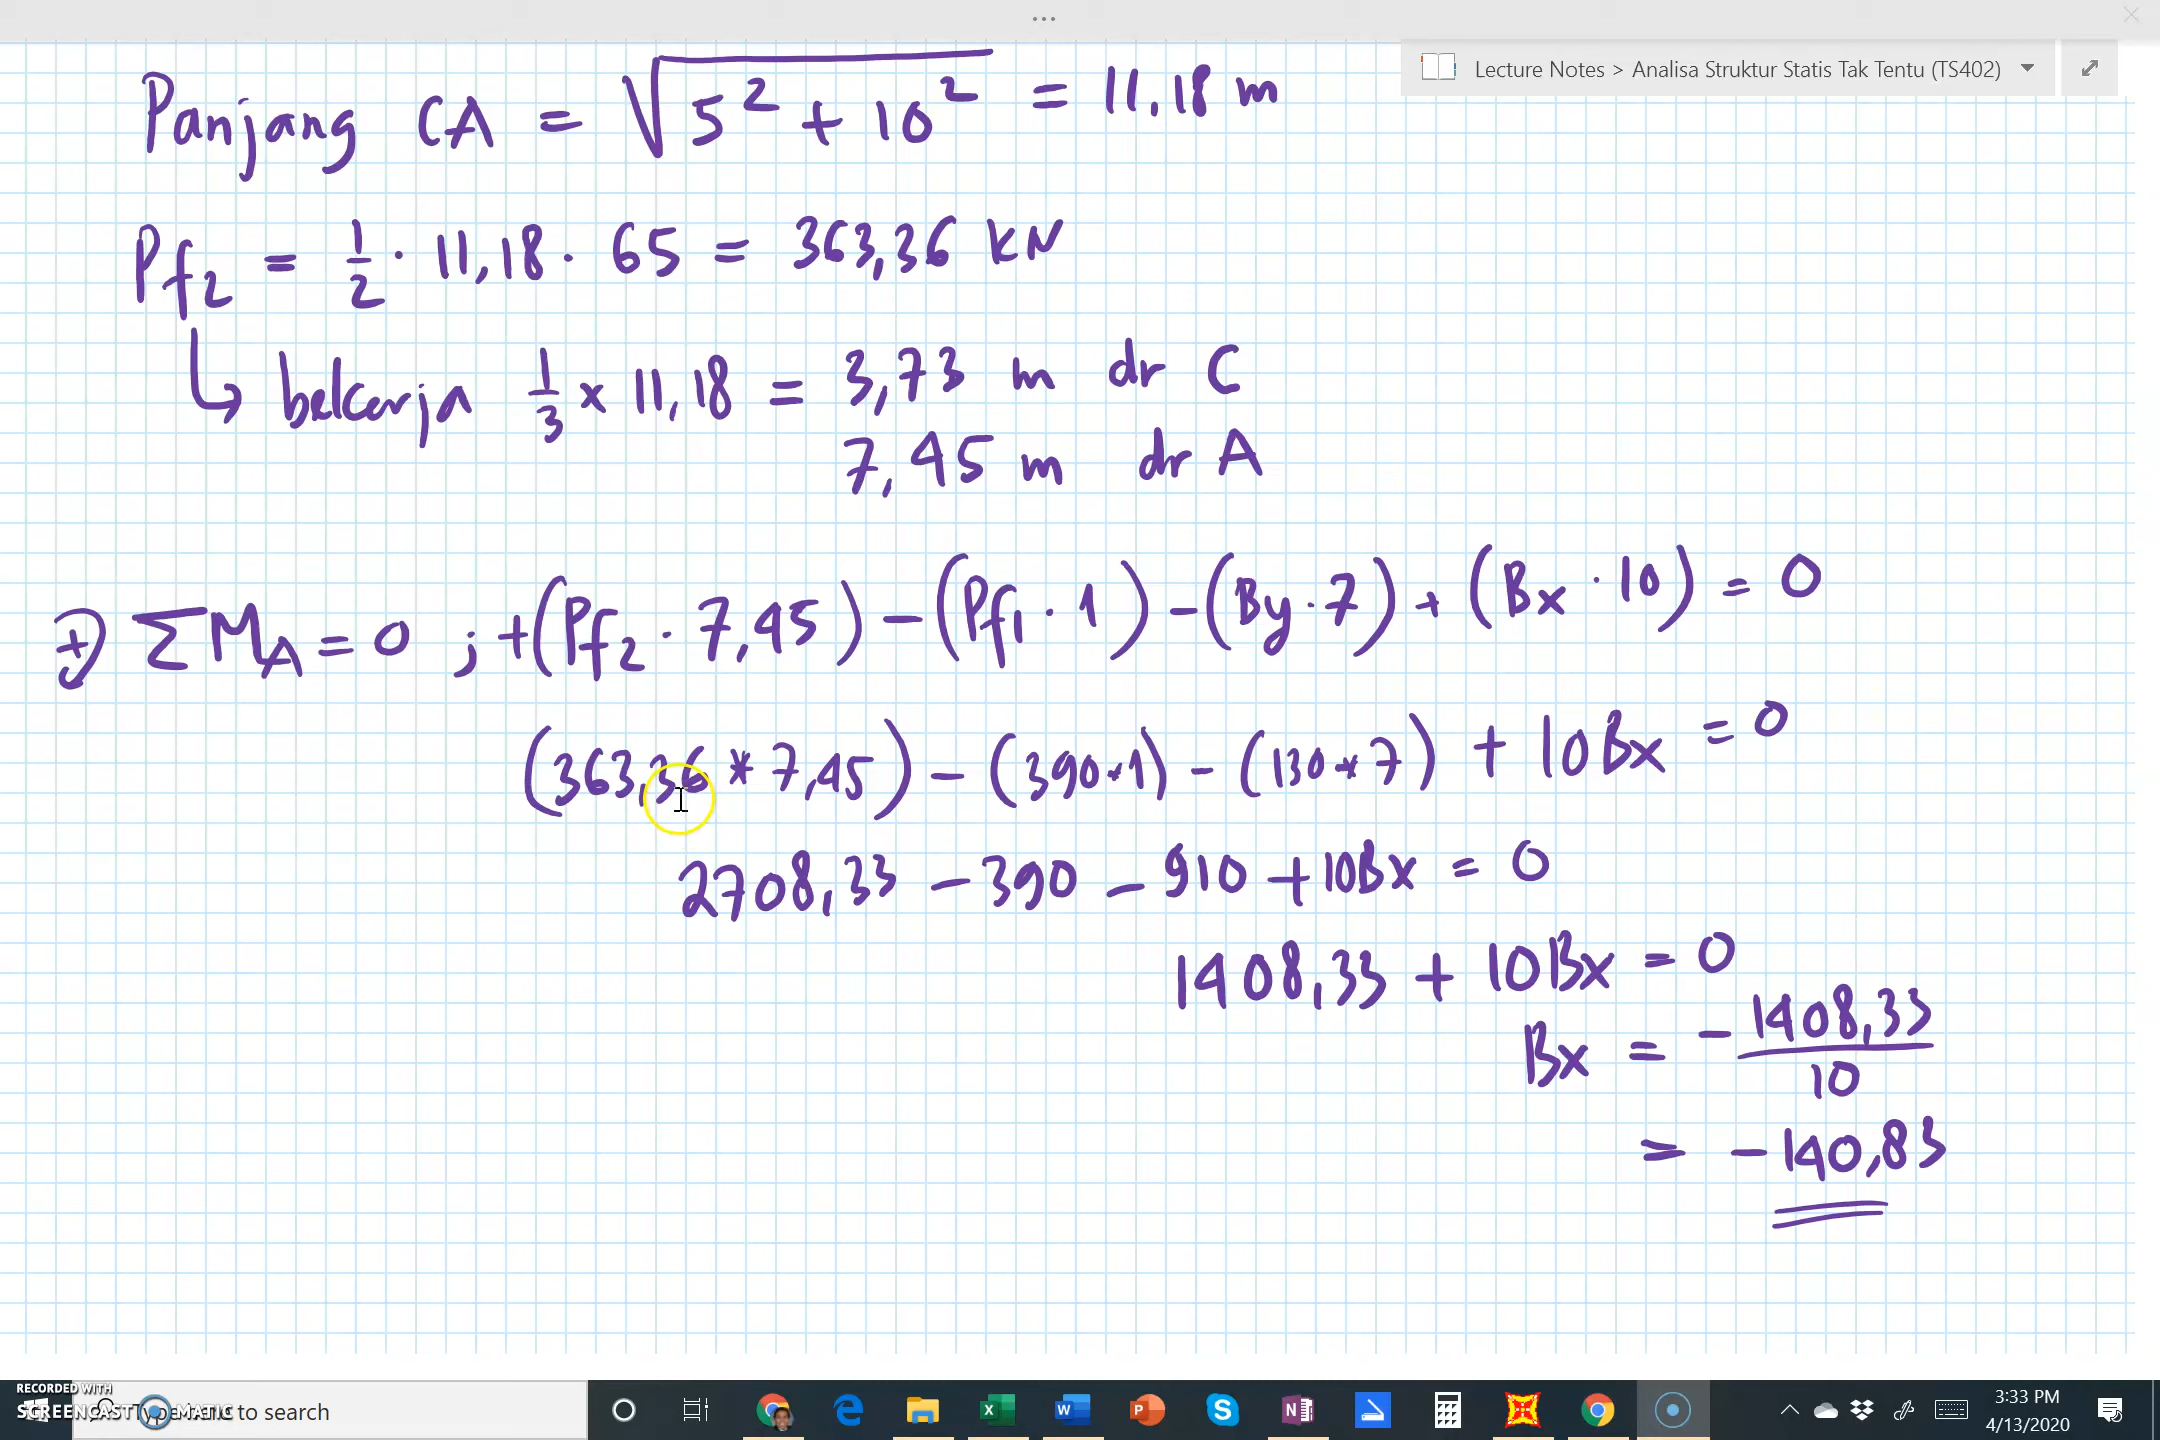 ...
Lecture Notes > Analisa Struktur Statis Tak Tentu (TS402)
Panjang CA = √5² + 10² = 11,18 m
Pf2 = 1/2 · 11,18 · 65 = 363,36 kN
↳ bekerja 1/3 x 11,18 = 3,73 m dr C
7,45 m dr A
+ ΣMA = 0 ; +(Pf2 · 7,45) - (Pf1 · 1) - (By · 7) + (Bx · 10) = 0
(363,36 * 7,45) - (390 * 1) - (130 * 7) + 10Bx = 0
2708,33 - 390 - 910 + 10Bx = 0
1408,33 + 10Bx = 0
Bx = - 1408,33 / 10
= - 140,83
RECORDED WITH
SCREENCAST MATIC
to search
3:33 PM
4/13/2020